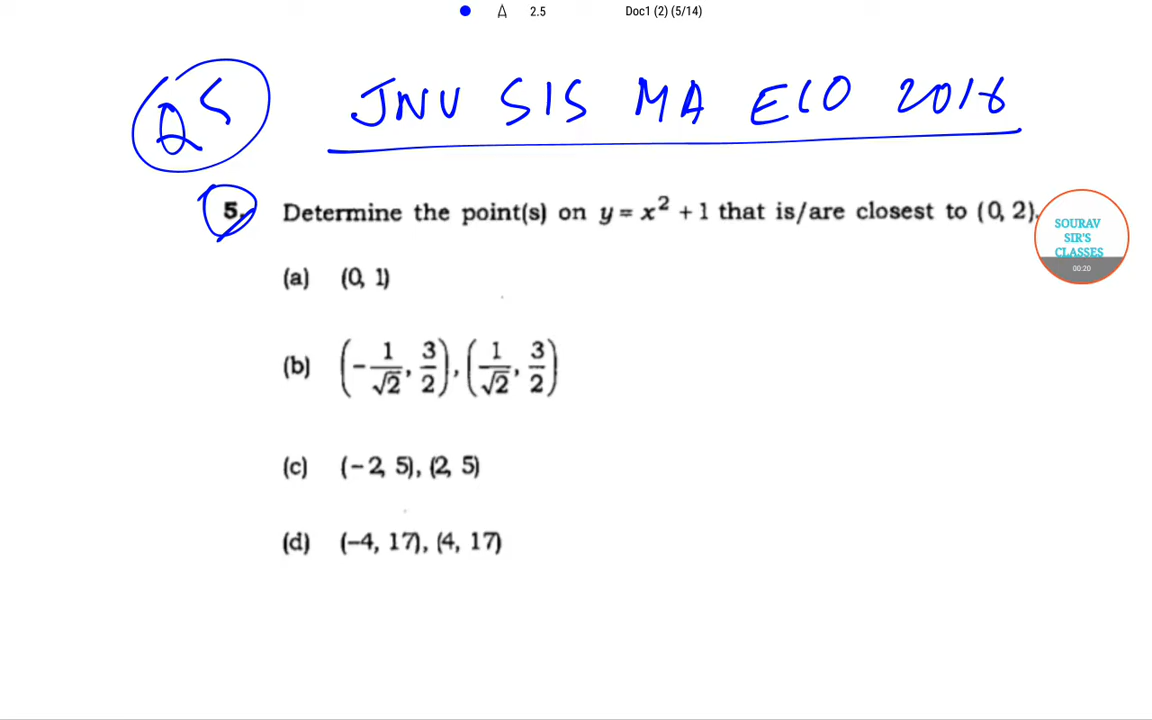 2.5 Doc1 (2) (5/14)
Q5 JNU SIS MA ECO 2016
5. Determine the point(s) on y = x² + 1 that is/are closest to (0, 2).
SOURAV
SIR'S
CLASSES
00:20
(a) (0, 1)
(b) (-1/√2, 3/2), (1/√2, 3/2)
(c) (-2, 5), (2, 5)
(d) (-4, 17), (4, 17)